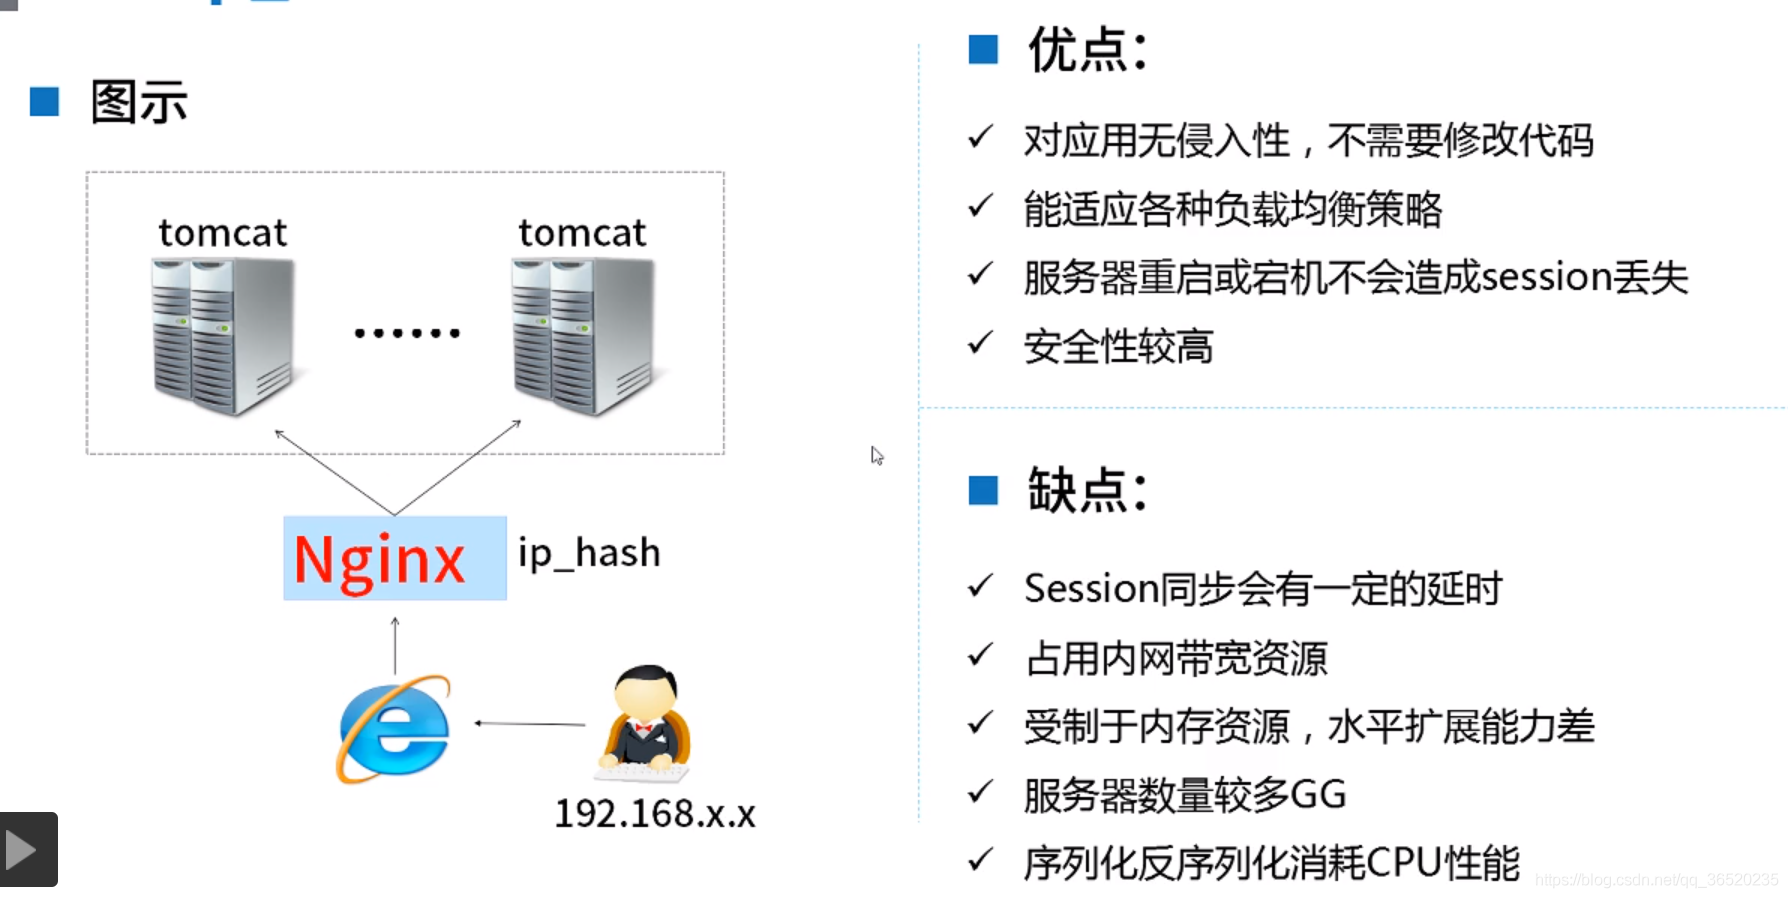 图示
tomcat
tomcat
Nginx
ip_hash
192.168.x.x
优点：
对应用无侵入性，不需要修改代码
能适应各种负载均衡策略
服务器重启或宕机不会造成session丢失
安全性较高
缺点：
Session同步会有一定的延时
占用内网带宽资源
受制于内存资源，水平扩展能力差
服务器数量较多GG
序列化反序列化消耗CPU性能
https://blog.csdn.net/qq_36520235